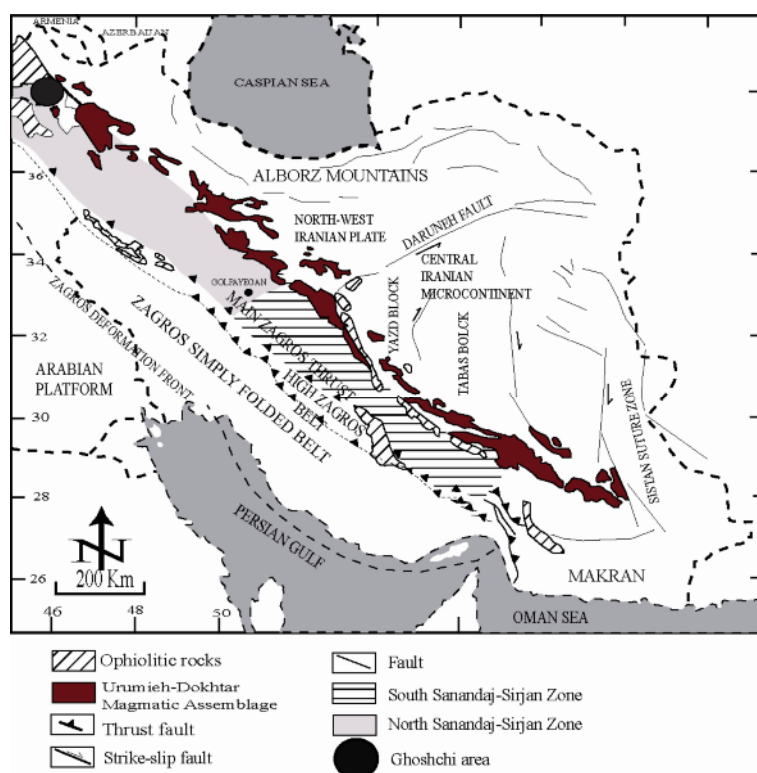 ARMENIA
AZERBAIJAN
CASPIAN SEA
36
ALBORZ MOUNTAINS
NORTH-WEST
IRANIAN PLATE
DARUNEH FAULT
34
CENTRAL
IRANIAN
MICROCONTINENT
GOLPAYEGAN
YAZD BLOCK
TABAS BOLCK
32
MAIN ZAGROS THRUST
HIGH ZAGROS
BELT
ZAGROS SIMPLY FOLDED BELT
ZAGROS DEFORMATION FRONT
ARABIAN
PLATFORM
30
SISTAN SUTURE ZONE
28
PERSIAN GULF
N
200 Km
26
MAKRAN
OMAN SEA
46
48
50
Ophiolitic rocks
Urumieh-Dokhtar
Magmatic Assemblage
Thrust fault
Strike-slip fault
Fault
South Sanandaj-Sirjan Zone
North Sanandaj-Sirjan Zone
Ghoshchi area